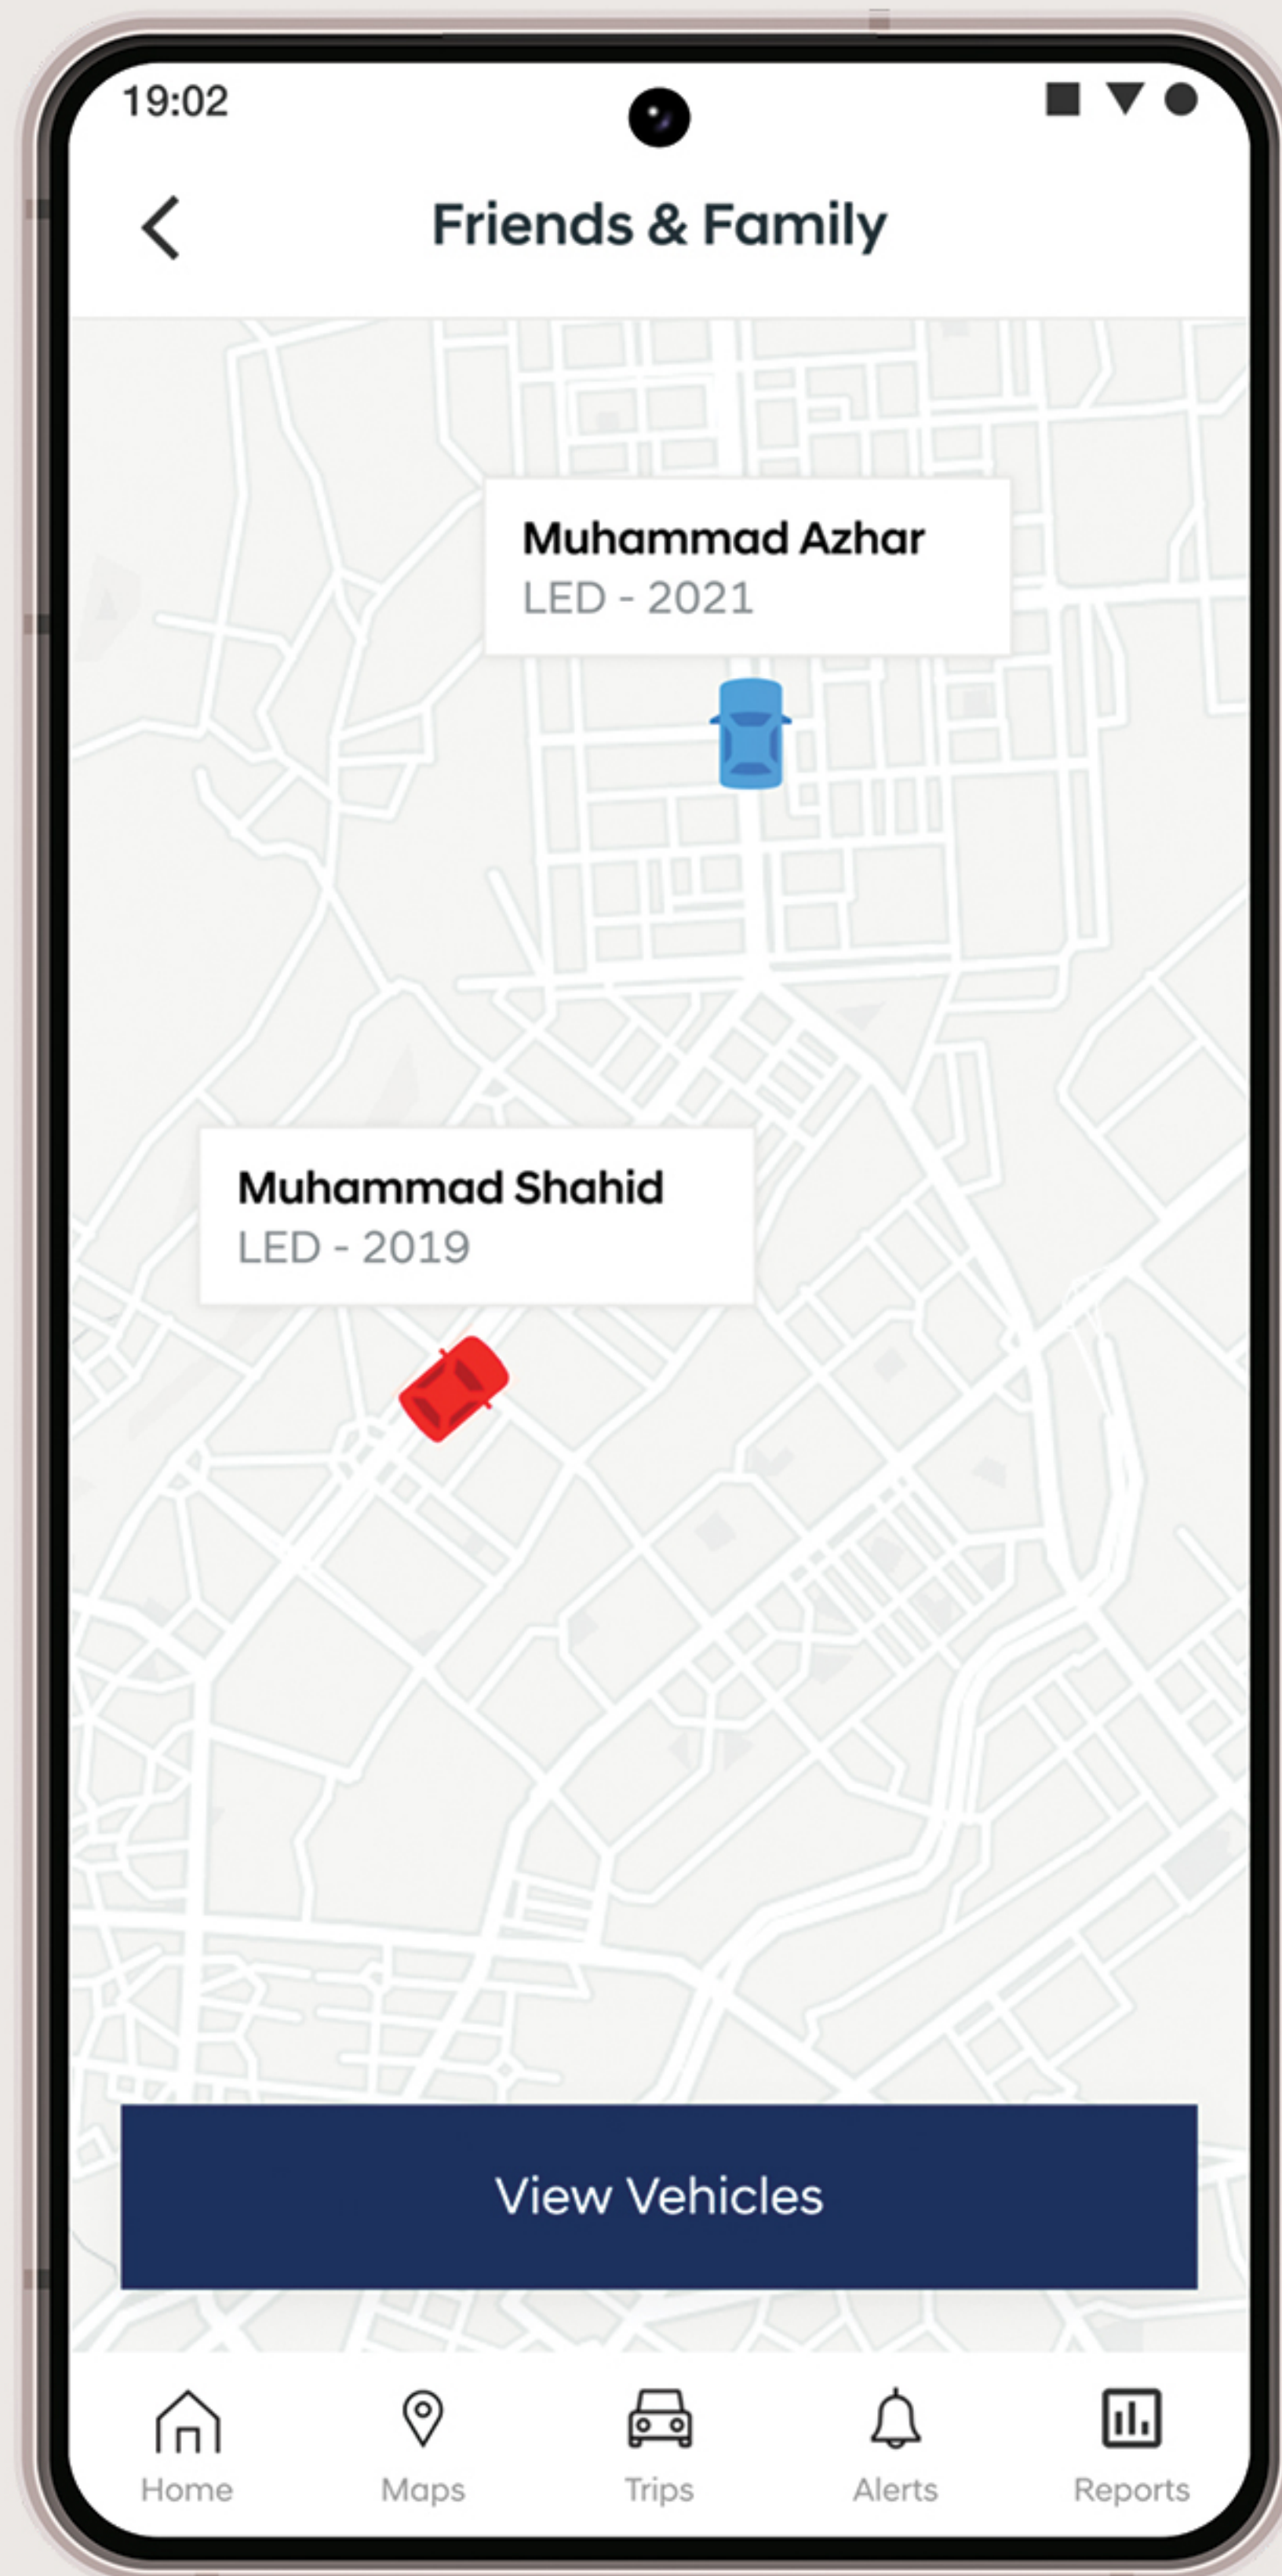 19:02
Friends & Family
Muhammad Azhar
LED - 2021
Muhammad Shahid
LED - 2019
View Vehicles
Home
Maps
Trips
Alerts
Reports